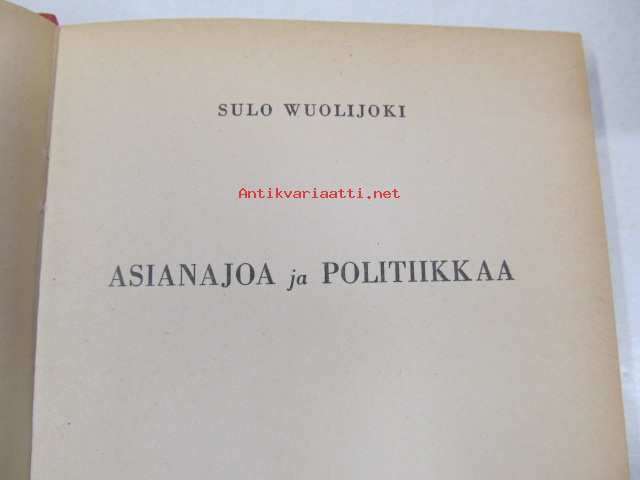 SULO WUOLIJOKI
Antikvariaatti.net
ASIANAJOA ja POLITIIKKAA